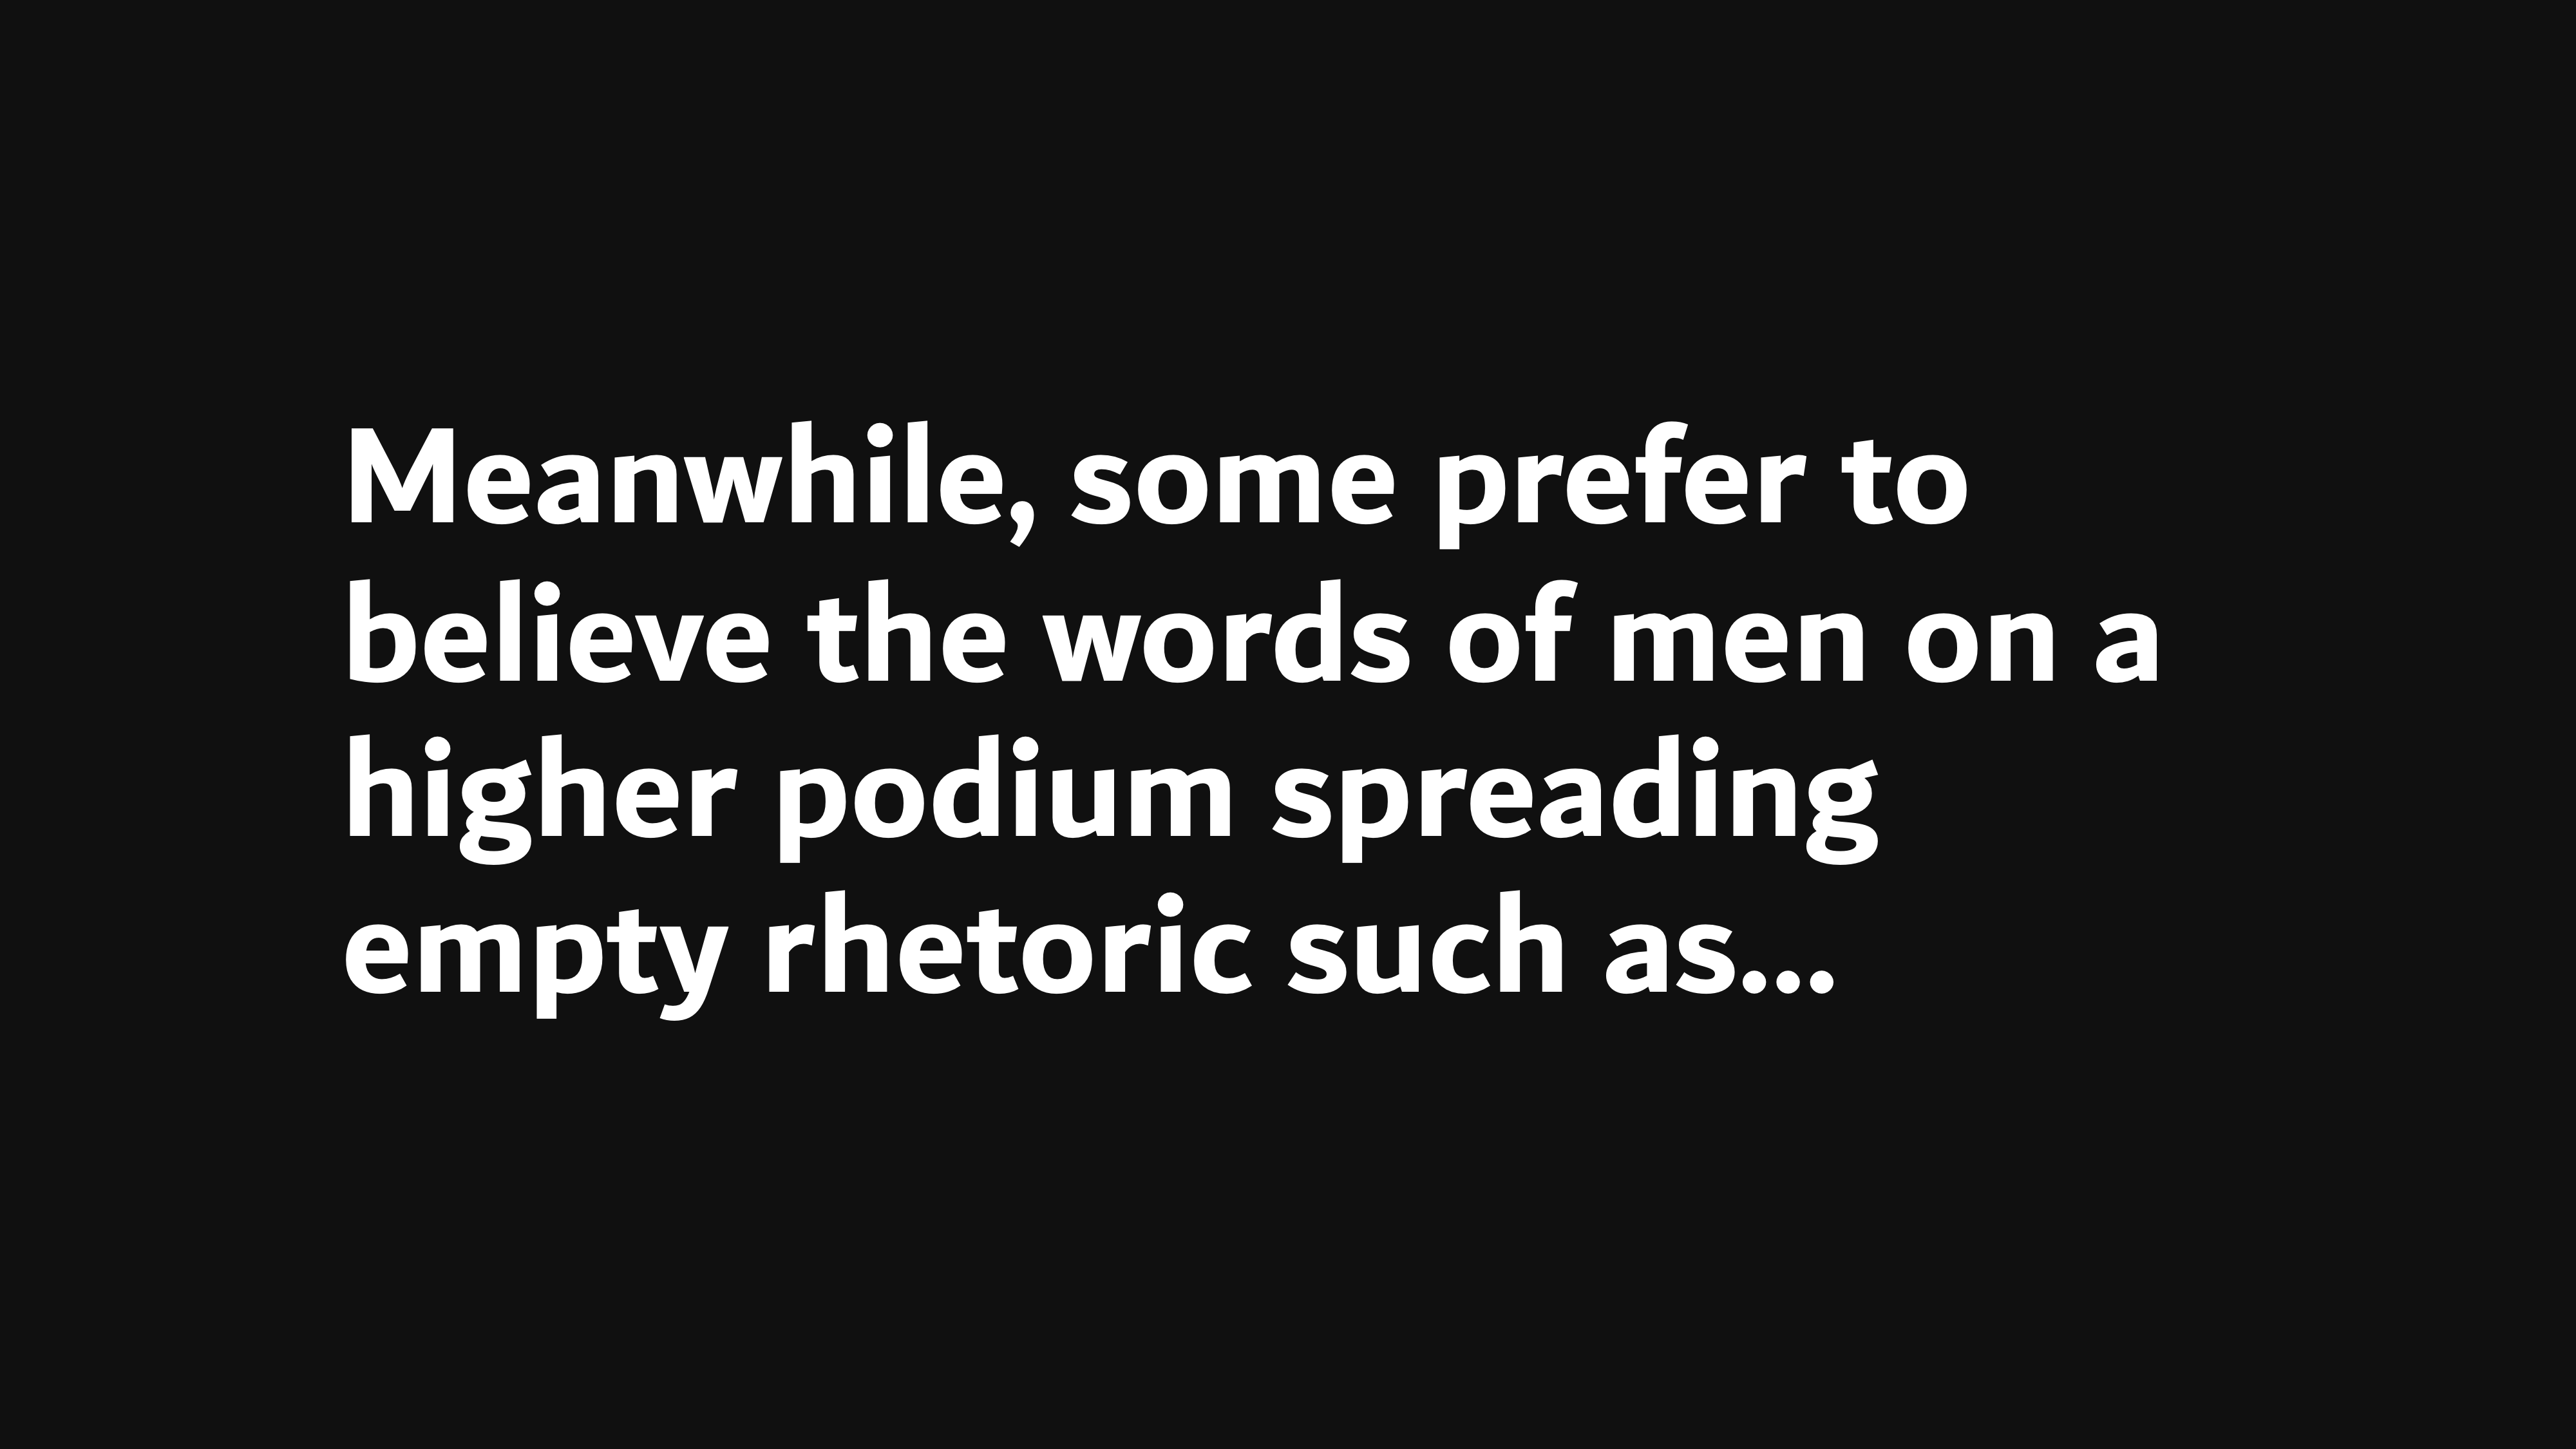 Meanwhile, some prefer to
believe the words of men on a
higher podium spreading
empty rhetoric such as...